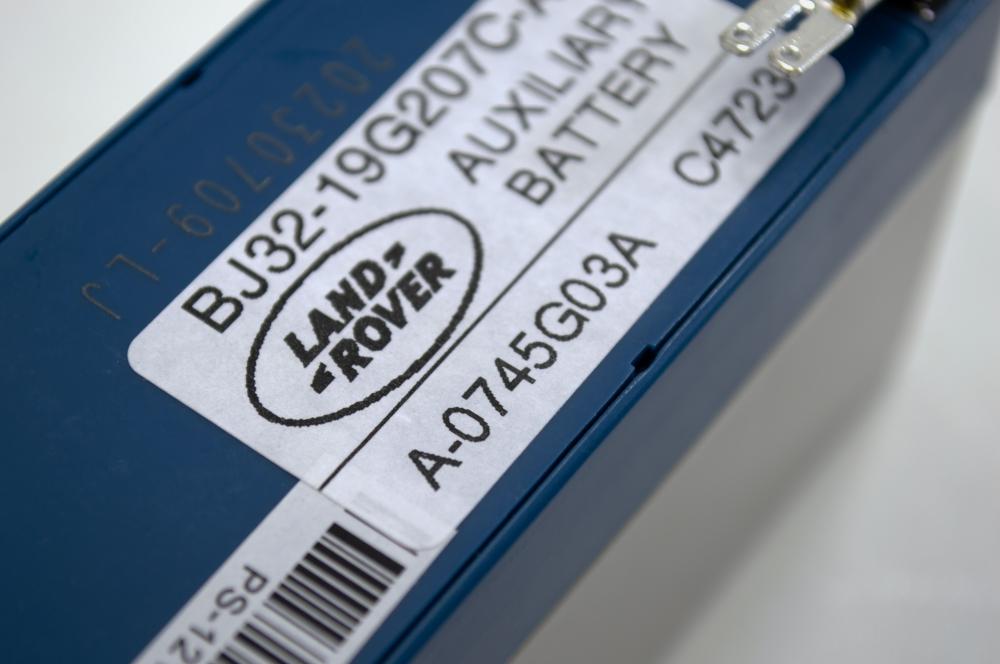 20230709-LJ
BJ32-19G207C-A
AUXILIARY
BATTERY
LAND
ROVER
C4723
A-0745G03A
PS-12